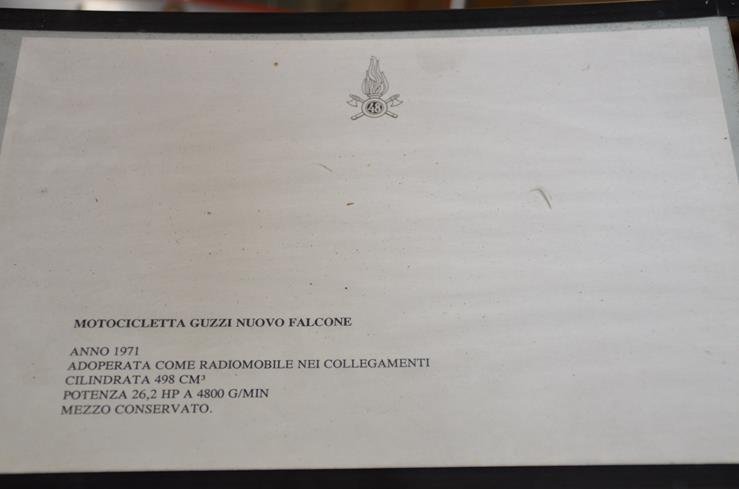 48
MOTOCICLETTA GUZZI NUOVO FALCONE
ANNO 1971
ADOPERATA COME RADIOMOBILE NEI COLLEGAMENTI
CILINDRATA 498 CM³
POTENZA 26,2 HP A 4800 G/MIN
MEZZO CONSERVATO.